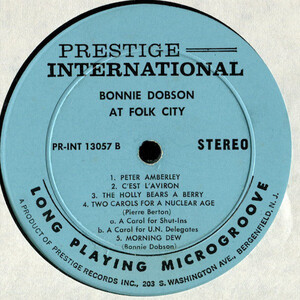 PRESTIGE
INTERNATIONAL
BONNIE DOBSON
AT FOLK CITY
PR-INT 13057 B
STEREO
1. PETER AMBERLEY
2. C'EST L'AVIRON
3. THE HOLLY BEARS A BERRY
4. TWO CAROLS FOR A NUCLEAR AGE
(Pierre Berton)
a. A Carol for Shut-Ins
b. A Carol for U.N. Delegates
5. MORNING DEW
(Bonnie Dobson)
LONG PLAYING MICROGROOVE
A PRODUCT OF PRESTIGE RECORDS INC., 203 S. WASHINGTON AVE., BERGENFIELD, N. J.